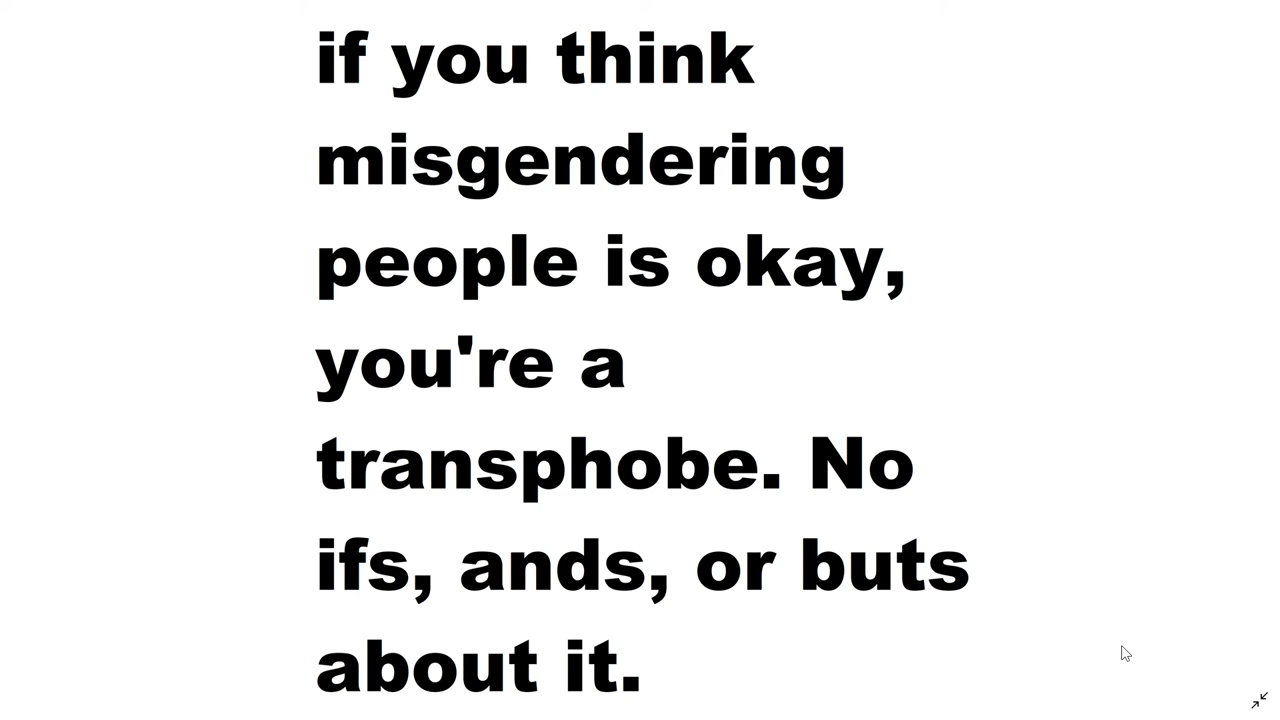 if you think
misgendering
people is okay,
you're a
transphobe. No
ifs, ands, or buts
about it.